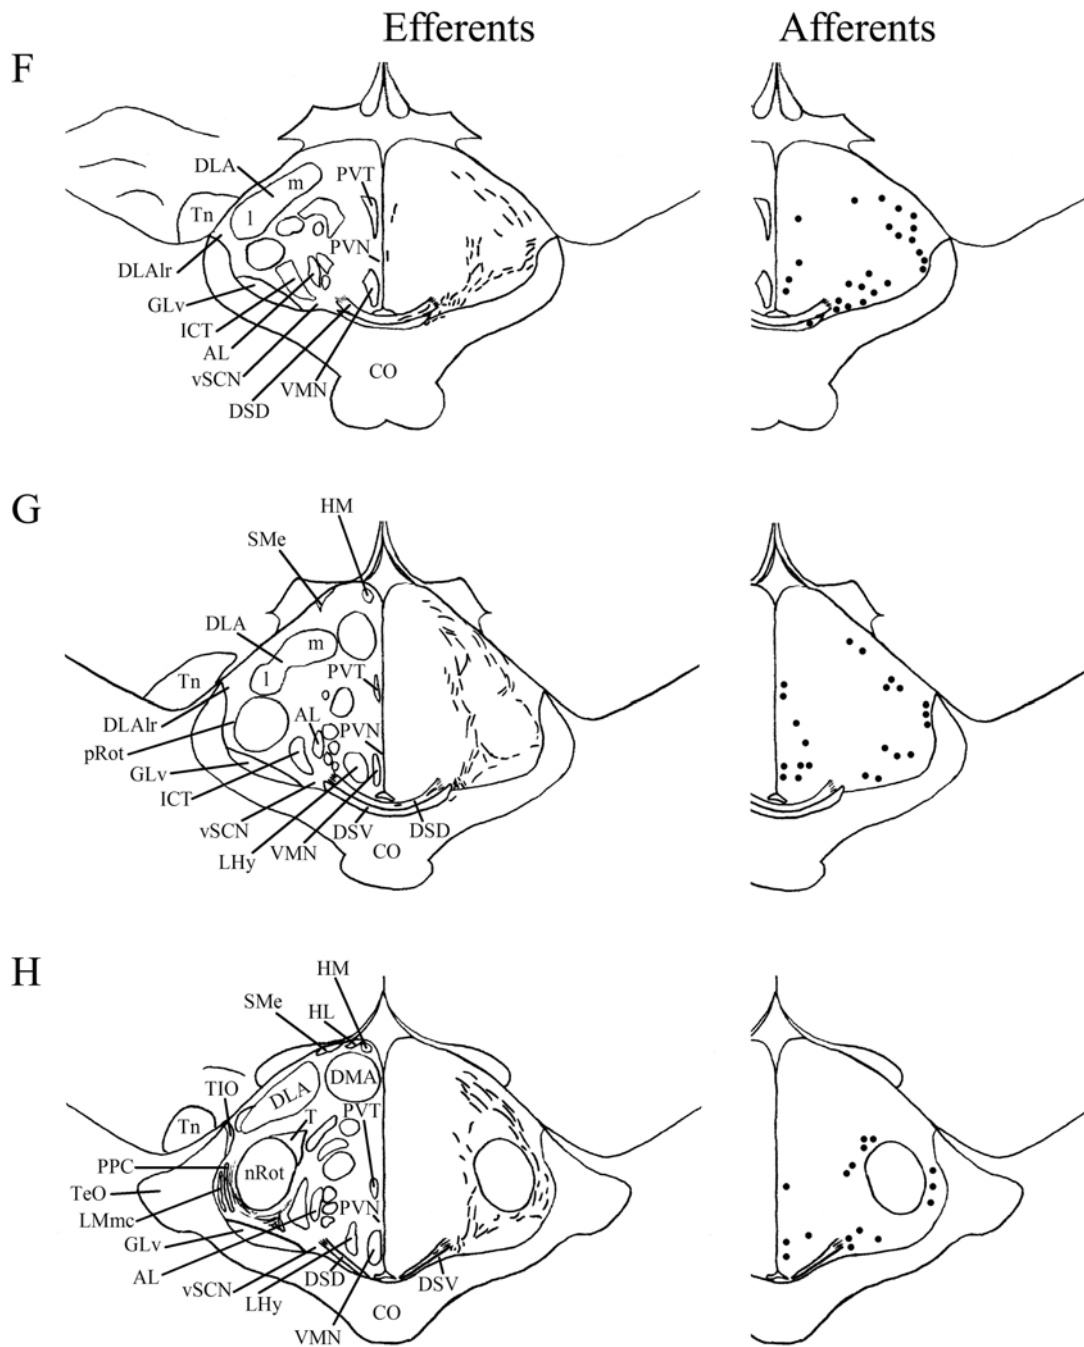 Efferents
Afferents
F
DLA
m
PVT
Tn
l
PVN
DLAlr
GLv
ICT
AL
vSCN
VMN
CO
DSD
G
HM
SMe
DLA
m
PVT
Tn
l
DLAlr
AL
PVN
pRot
GLv
ICT
vSCN
DSV
DSD
VMN
CO
LHy
H
HM
SMe
HL
DMA
TIO
DLA
PVT
Tn
T
PPC
nRot
TeO
LMmc
PVN
GLv
AL
vSCN
DSD
DSV
LHy
CO
VMN